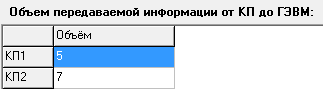 Объем передаваемой информации от КП до ГЭВМ:
Объём
КП1 5
КП2 7